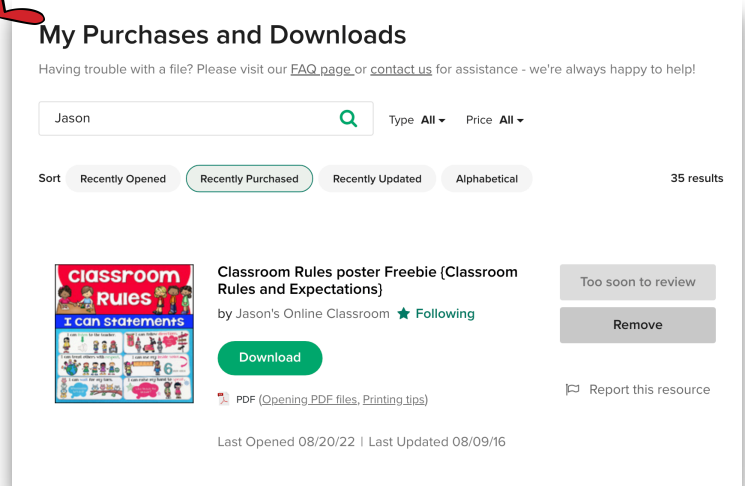 My Purchases and Downloads
Having trouble with a file? Please visit our FAQ page or contact us for assistance - we're always happy to help!
Jason
Type All
Price All
Sort
Recently Opened
Recently Purchased
Recently Updated
Alphabetical
35 results
classroom
Rules
I can statements
Classroom Rules poster Freebie {Classroom
Rules and Expectations}
by Jason's Online Classroom
Following
Download
PDF (Opening PDF files, Printing tips)
Last Opened 08/20/22 | Last Updated 08/09/16
Too soon to review
Remove
Report this resource